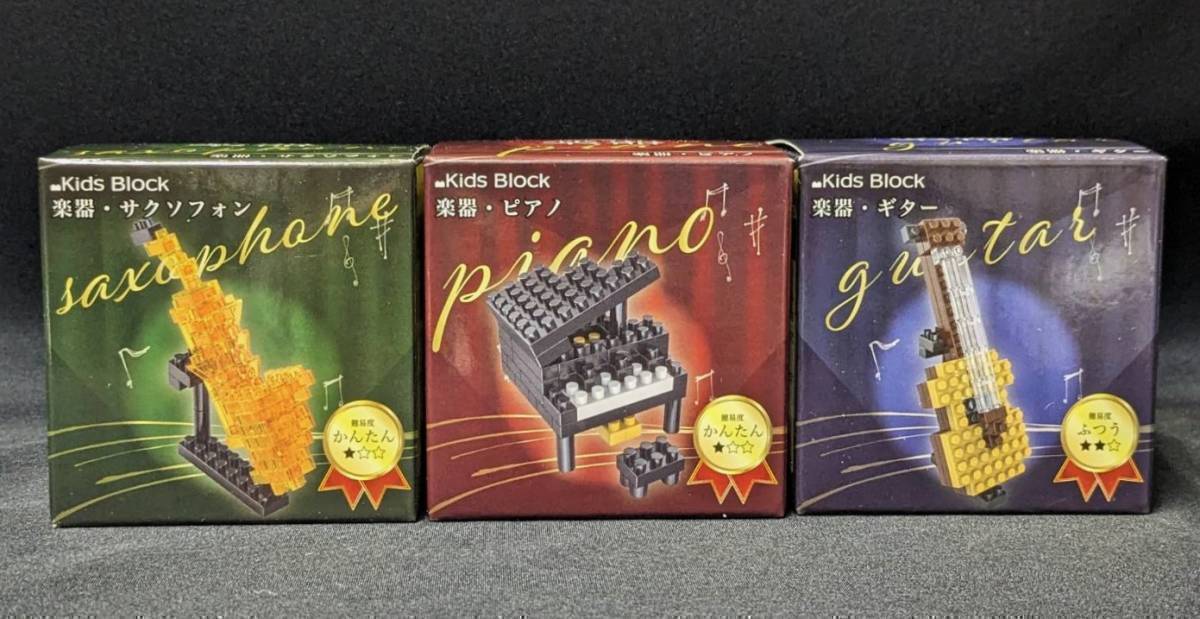 Kids Block
楽器・サクソフォン
saxophone
難易度
かんたん
★☆☆
Kids Block
楽器・ピアノ
piano
難易度
かんたん
★☆☆
Kids Block
楽器・ギター
guitar
難易度
ふつう
★★☆